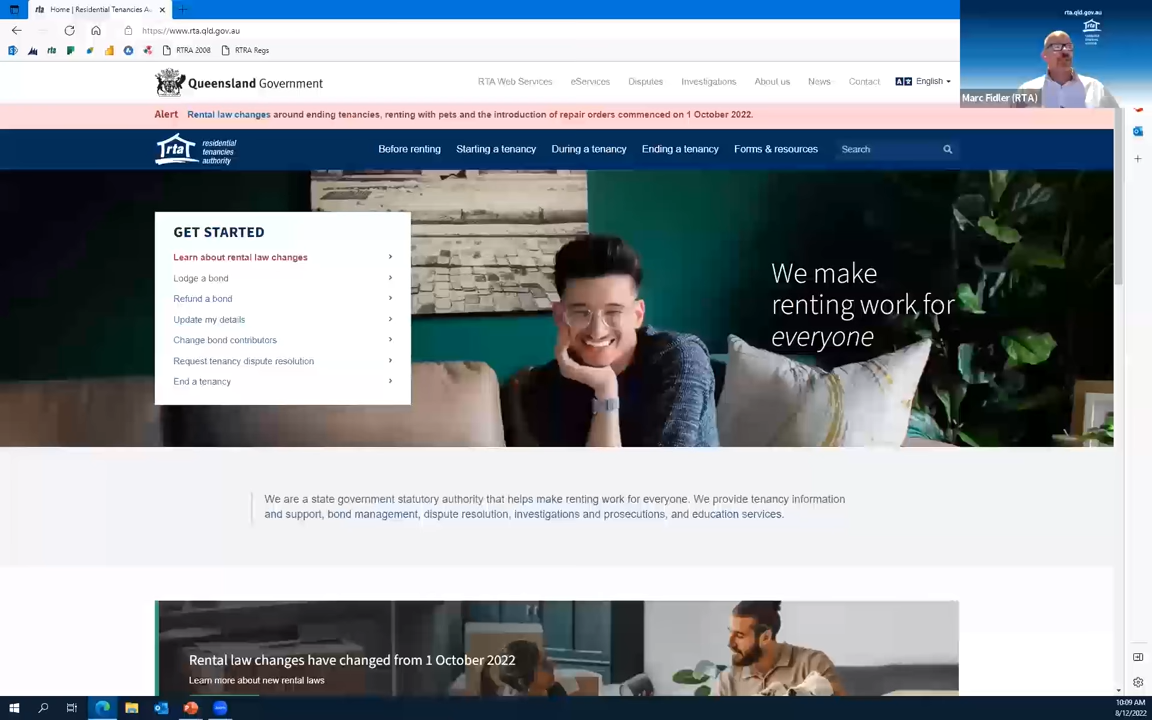 Home | Residential Tenancies Au
https://www.rta.qld.gov.au
RTRA 2008
RTRA Regs
rta.qld.gov.au
Marc Fidler (RTA)
Queensland Government
RTA Web Services
eServices
Disputes
Investigations
About us
News
Contact
English
Alert Rental law changes around ending tenancies, renting with pets and the introduction of repair orders commenced on 1 October 2022.
rta
residential
tenancies
authority
Before renting
Starting a tenancy
During a tenancy
Ending a tenancy
Forms & resources
Search
GET STARTED
Learn about rental law changes
Lodge a bond
Refund a bond
Update my details
Change bond contributors
Request tenancy dispute resolution
End a tenancy
We make
renting work for
everyone
We are a state government statutory authority that helps make renting work for everyone. We provide tenancy information
and support, bond management, dispute resolution, investigations and prosecutions, and education services.
Rental law changes have changed from 1 October 2022
Learn more about new rental laws
10:09 AM
8/12/2022